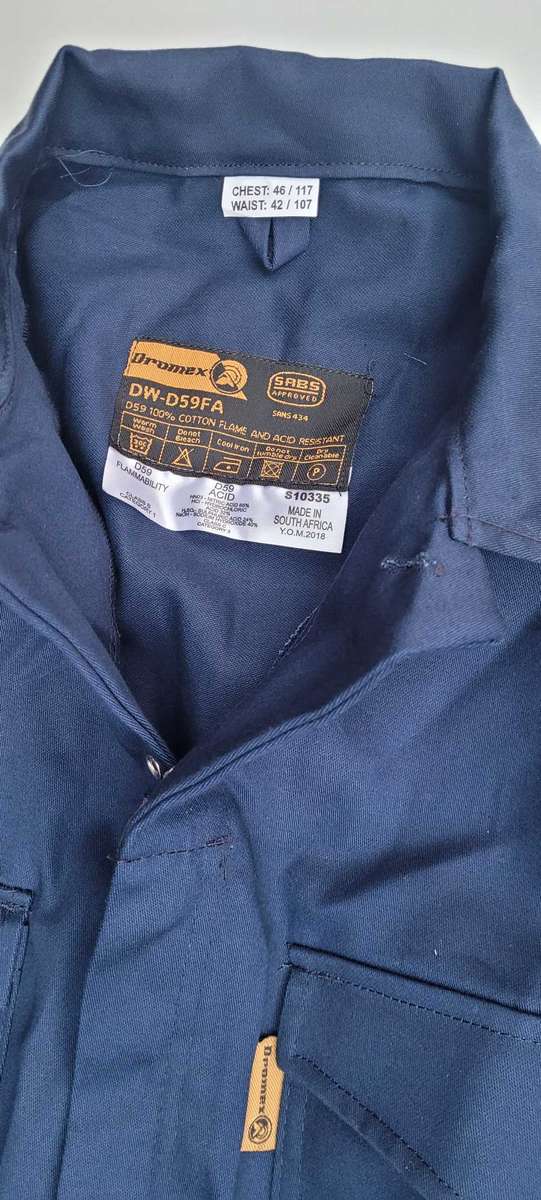 CHEST: 46 / 117
WAIST: 42 / 107
Dromex
SABS
APPROVED
SANS 434
DW-D59FA
D59 100% COTTON FLAME AND ACID RESISTANT
Warm Wash
Do not Bleach
Cool Iron
Do not tumble dry
Dry Cleanable
P
D59
FLAMMABILITY
CATEGORY 1
D59
ACID
S10335
MADE IN
SOUTH AFRICA
Y.O.M.2018
Dromex